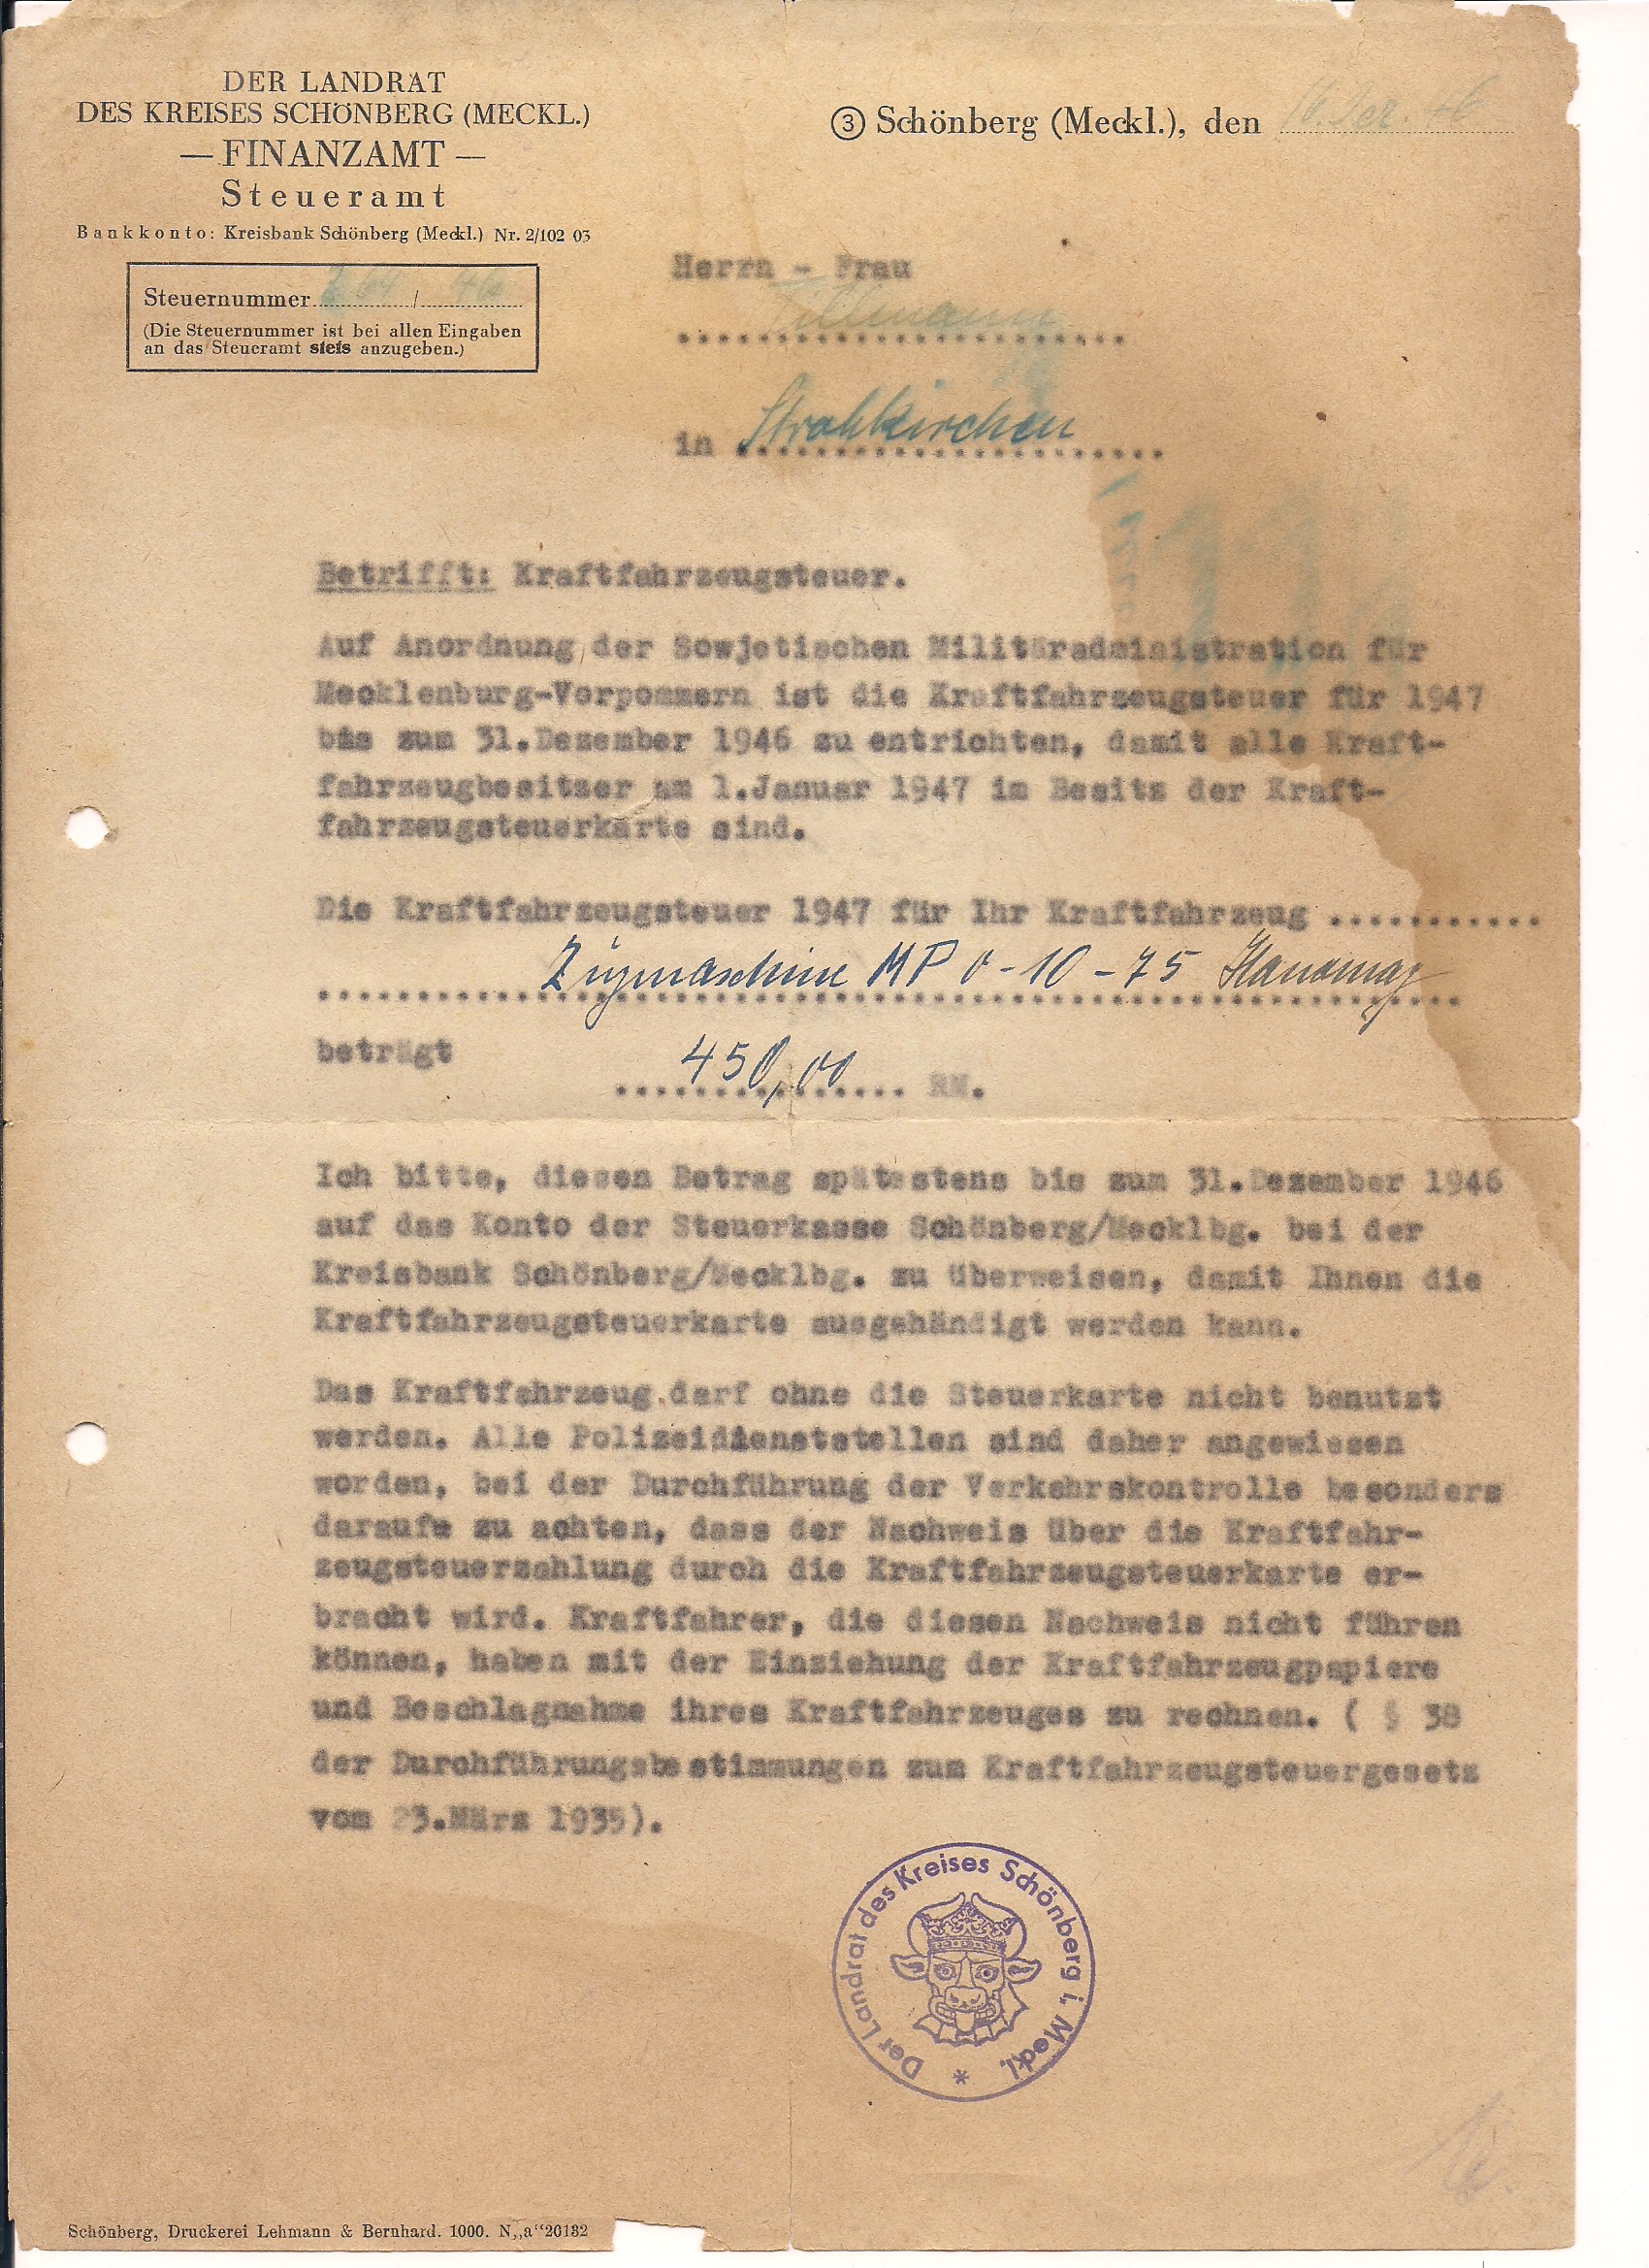 DER LANDRAT
DES KREISES SCHÖNBERG (MECKL.)
— FINANZAMT —
Steueramt
Bankkonto: Kreisbank Schönberg (Meckl.) Nr. 2/102 03
③ Schönberg (Meckl.), den 46
Steuernummer / 46
(Die Steuernummer ist bei allen Eingaben
an das Steueramt stets anzugeben.)
Herrn - Frau
Tillmann
in Strohkirchen
Betrifft: Kraftfahrzeugsteuer.
Auf Anordnung der Sowjetischen Militäradministration für
Mecklenburg-Vorpommern ist die Kraftfahrzeugsteuer für 1947
bis zum 31.Dezember 1946 zu entrichten, damit alle Kraft-
fahrzeugbesitzer am 1.Januar 1947 im Besitz der Kraft-
fahrzeugsteuerkarte sind.
Die Kraftfahrzeugsteuer 1947 für Ihr Kraftfahrzeug ...........
Zugmaschine MP 0-10-75 Hanomag
beträgt
450,00 RM.
Ich bitte, diesen Betrag spätestens bis zum 31.Dezember 1946
auf das Konto der Steuerkasse Schönberg/Mecklbg. bei der
Kreisbank Schönberg/Mecklbg. zu überweisen, damit Ihnen die
Kraftfahrzeugsteuerkarte ausgehändigt werden kann.
Das Kraftfahrzeug darf ohne die Steuerkarte nicht benutzt
werden. Alle Polizeidienststellen sind daher angewiesen
worden, bei der Durchführung der Verkehrskontrolle besonders
darauf zu achten, dass der Nachweis über die Kraftfahr-
zeugsteuerzahlung durch die Kraftfahrzeugsteuerkarte er-
bracht wird. Kraftfahrer, die diesen Nachweis nicht führen
können, haben mit der Einziehung der Kraftfahrzeugpapiere
und Beschlagnahme ihres Kraftfahrzeuges zu rechnen. ( § 38
der Durchführungsbestimmungen zum Kraftfahrzeugsteuergesetz
vom 23.März 1935).
Der Landrat des Kreises Schönberg i. Meckl. *
Schönberg, Druckerei Lehmann & Bernhard. 1000. N„a“20132